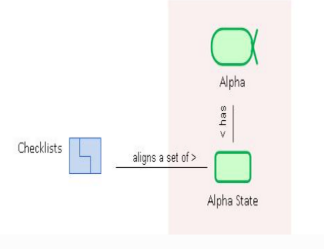 Alpha
< has
Checklists
aligns a set of >
Alpha State